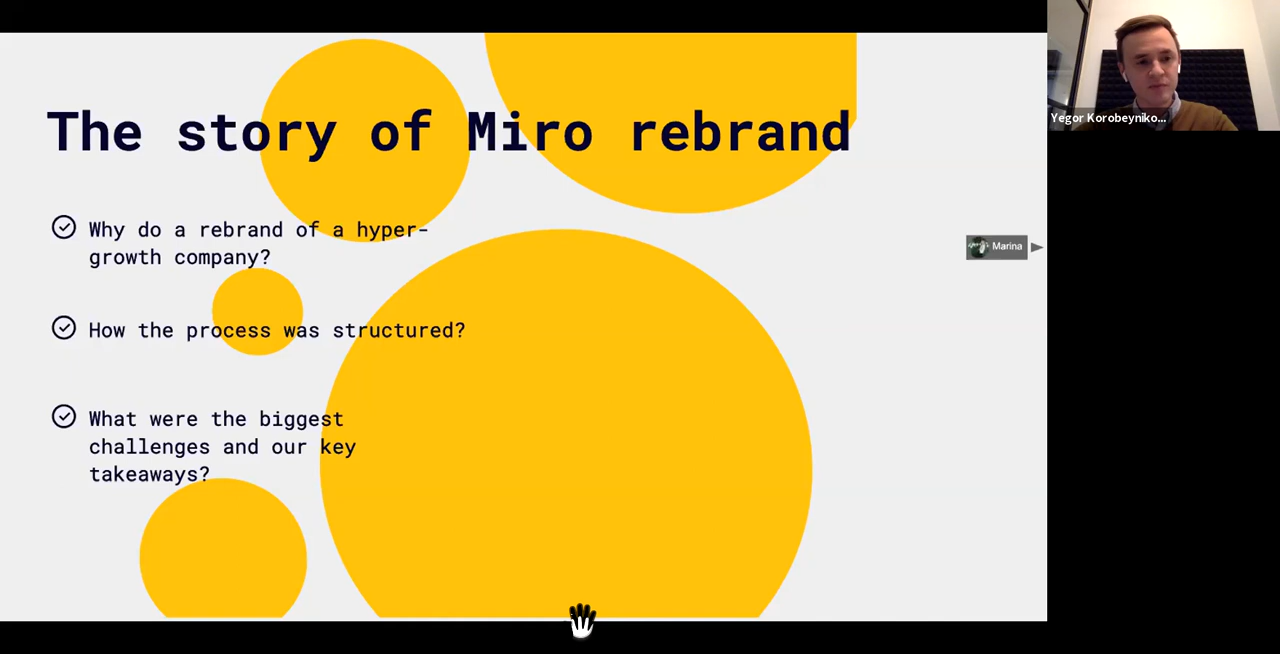 The story of Miro rebrand
Why do a rebrand of a hyper-
growth company?
How the process was structured?
What were the biggest
challenges and our key
takeaways?
Marina
Yegor Korobeyniko...